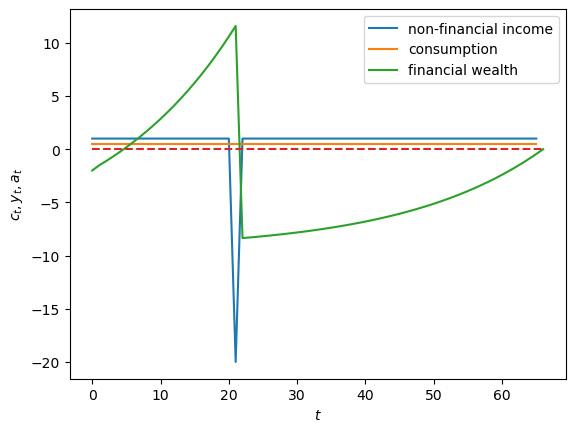 non-financial income
consumption
financial wealth
10
5
0
−5
−10
−15
−20
c_t, y_t, a_t
0 10 20 30 40 50 60
t